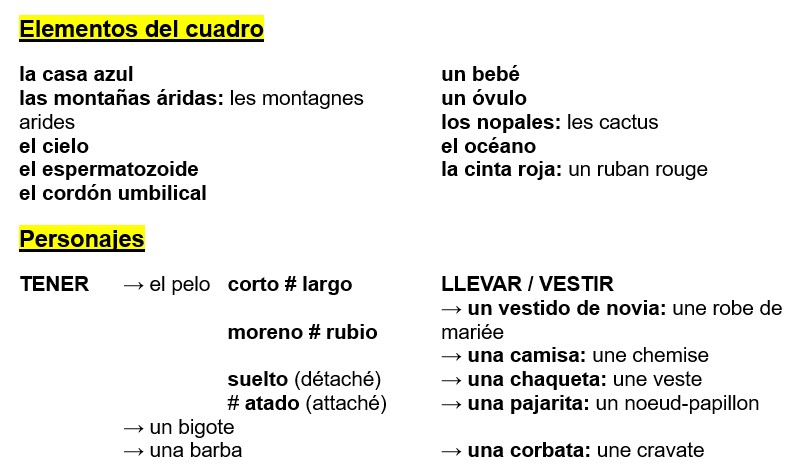 Elementos del cuadro
la casa azul
las montañas áridas: les montagnes
arides
el cielo
el espermatozoide
el cordón umbilical
un bebé
un óvulo
los nopales: les cactus
el océano
la cinta roja: un ruban rouge
Personajes
TENER → el pelo corto # largo
moreno # rubio
suelto (détaché)
# atado (attaché)
→ un bigote
→ una barba
LLEVAR / VESTIR
→ un vestido de novia: une robe de
mariée
→ una camisa: une chemise
→ una chaqueta: une veste
→ una pajarita: un noeud-papillon
→ una corbata: une cravate